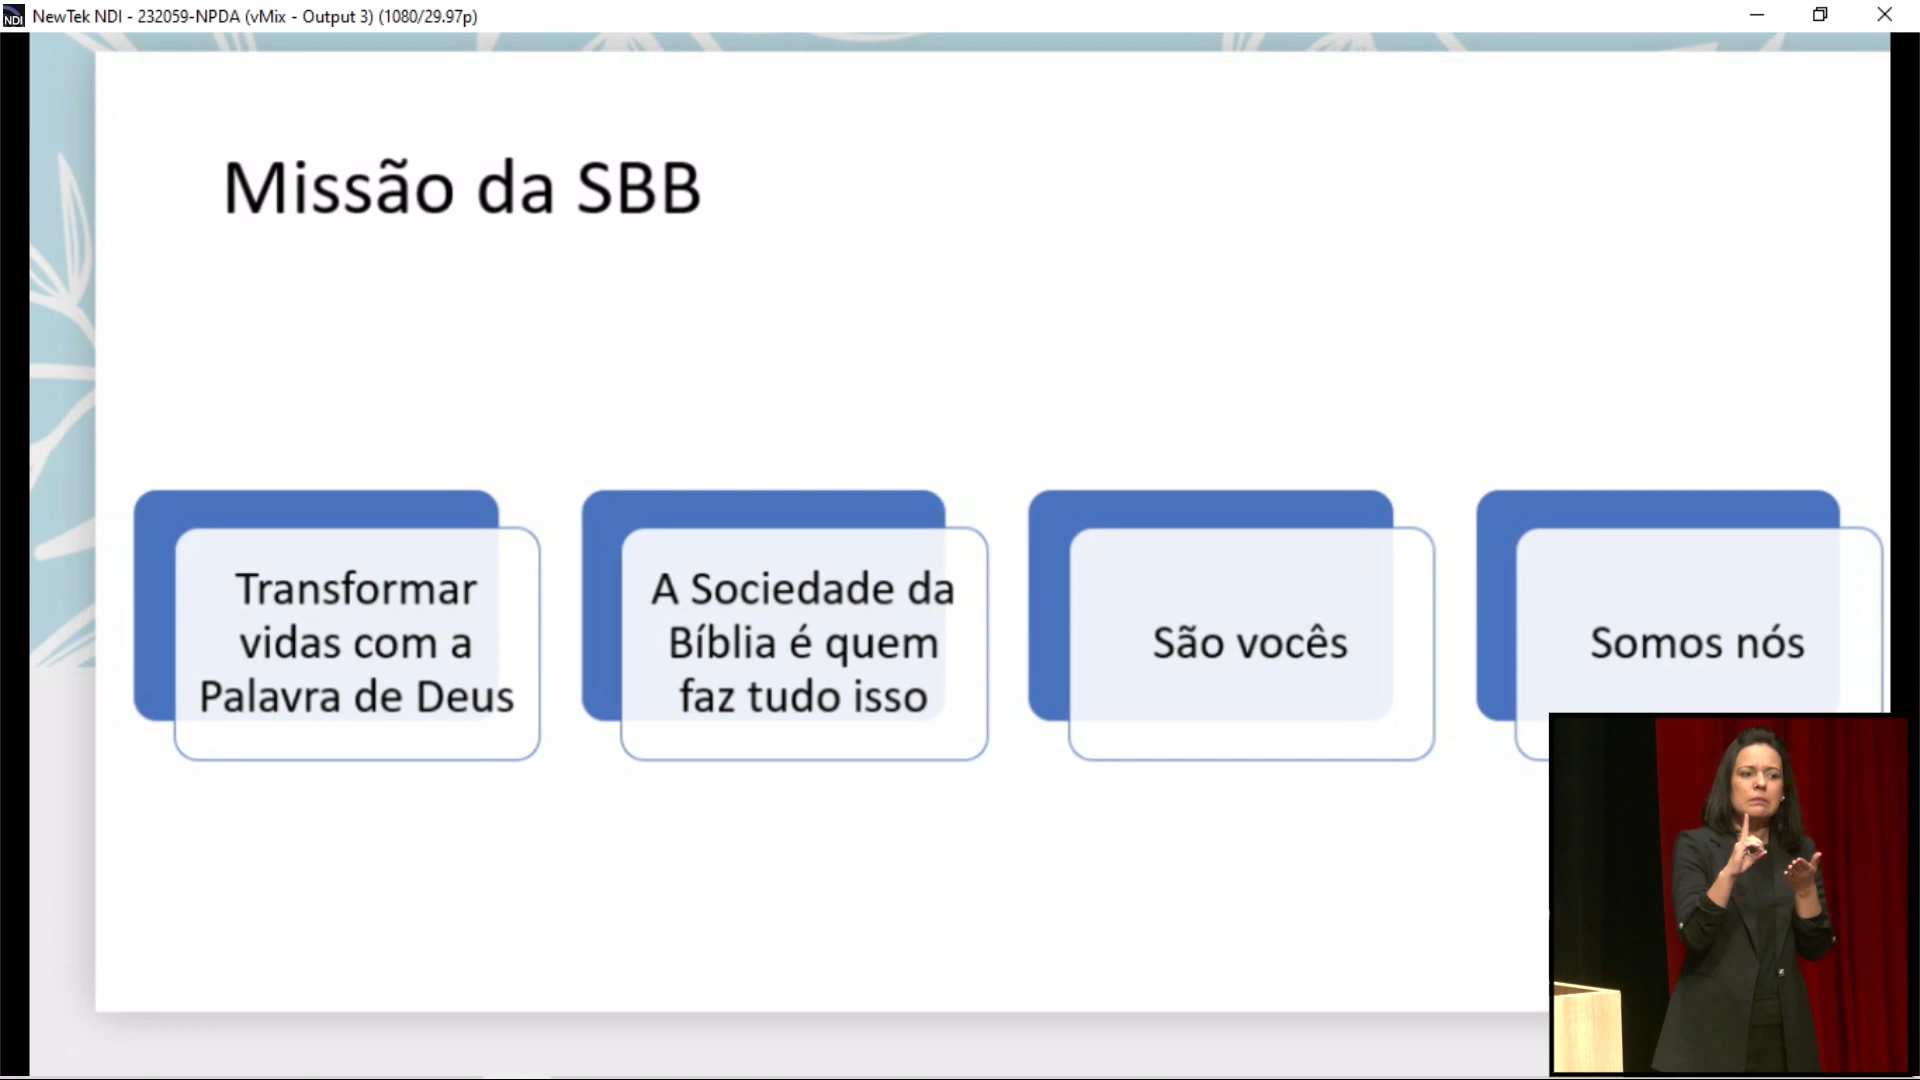 NDI NewTek NDI - 232059-NPDA (vMix - Output 3) (1080/29.97p)
Missão da SBB
Transformar
vidas com a
Palavra de Deus
A Sociedade da
Bíblia é quem
faz tudo isso
São vocês
Somos nós